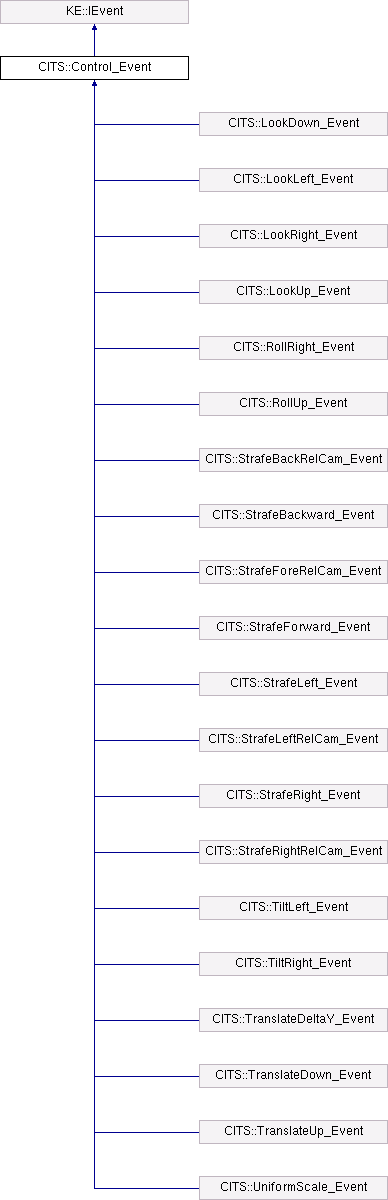 KE::IEvent
CITS::Control_Event
CITS::LookDown_Event
CITS::LookLeft_Event
CITS::LookRight_Event
CITS::LookUp_Event
CITS::RollRight_Event
CITS::RollUp_Event
CITS::StrafeBackRelCam_Event
CITS::StrafeBackward_Event
CITS::StrafeForeRelCam_Event
CITS::StrafeForward_Event
CITS::StrafeLeft_Event
CITS::StrafeLeftRelCam_Event
CITS::StrafeRight_Event
CITS::StrafeRightRelCam_Event
CITS::TiltLeft_Event
CITS::TiltRight_Event
CITS::TranslateDeltaY_Event
CITS::TranslateDown_Event
CITS::TranslateUp_Event
CITS::UniformScale_Event